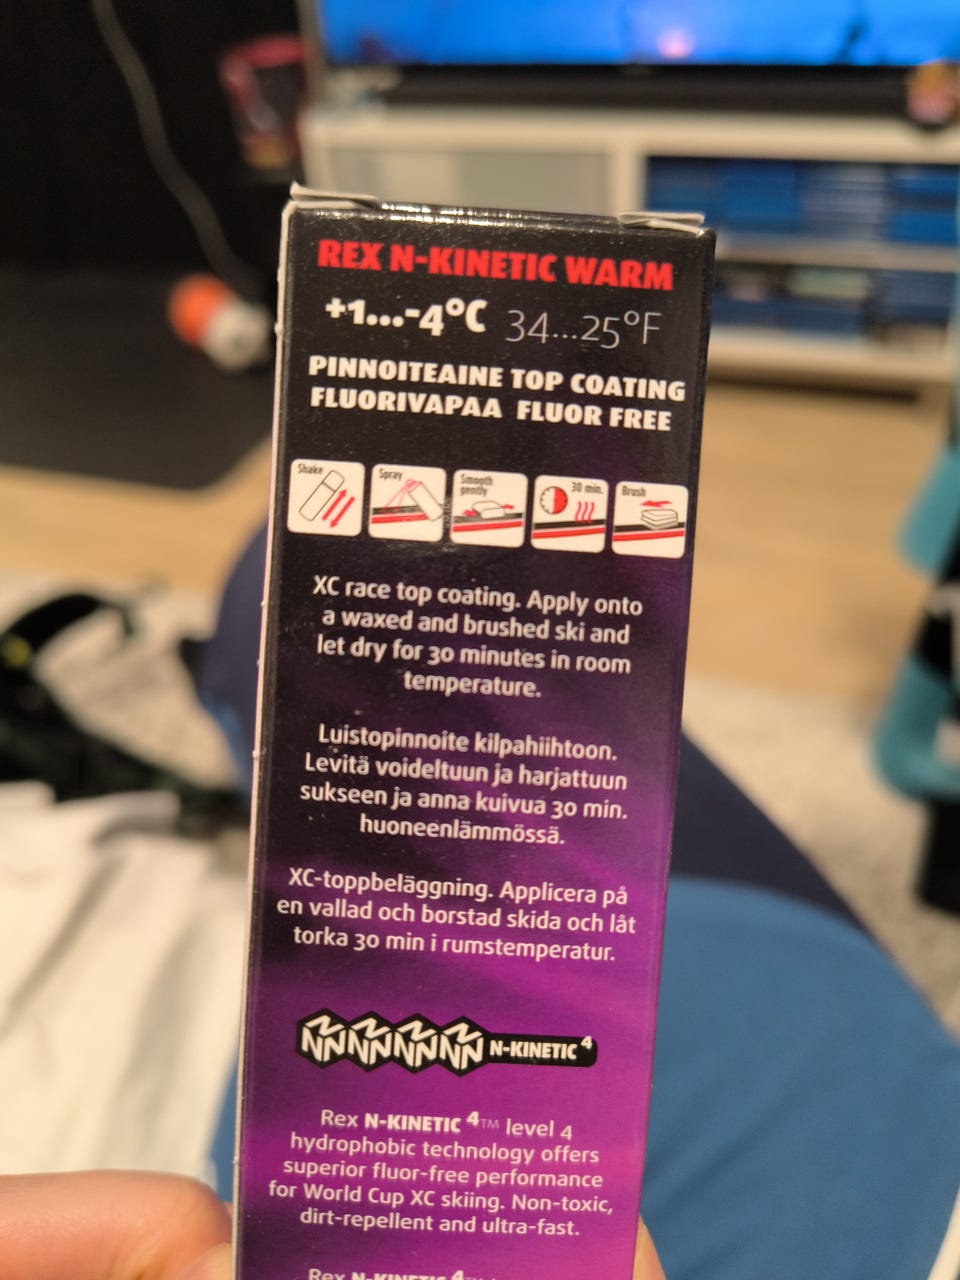 REX N-KINETIC WARM
+1...-4°C 34...25°F
PINNOITEAINE TOP COATING
FLUORIVAPAA FLUOR FREE
Shake
Spray
Smooth
gently
30 min.
Brush
XC race top coating. Apply onto
a waxed and brushed ski and
let dry for 30 minutes in room
temperature.
Luistopinnoite kilpahiihtoon.
Levitä voideltuun ja harjattuun
sukseen ja anna kuivua 30 min.
huoneenlämmössä.
XC-toppbeläggning. Applicera på
en vallad och borstad skida och låt
torka 30 min i rumstemperatur.
N-KINETIC 4
Rex N-KINETIC 4™ level 4
hydrophobic technology offers
superior fluor-free performance
for World Cup XC skiing. Non-toxic,
dirt-repellent and ultra-fast.
Rex N-KINETIC 4™